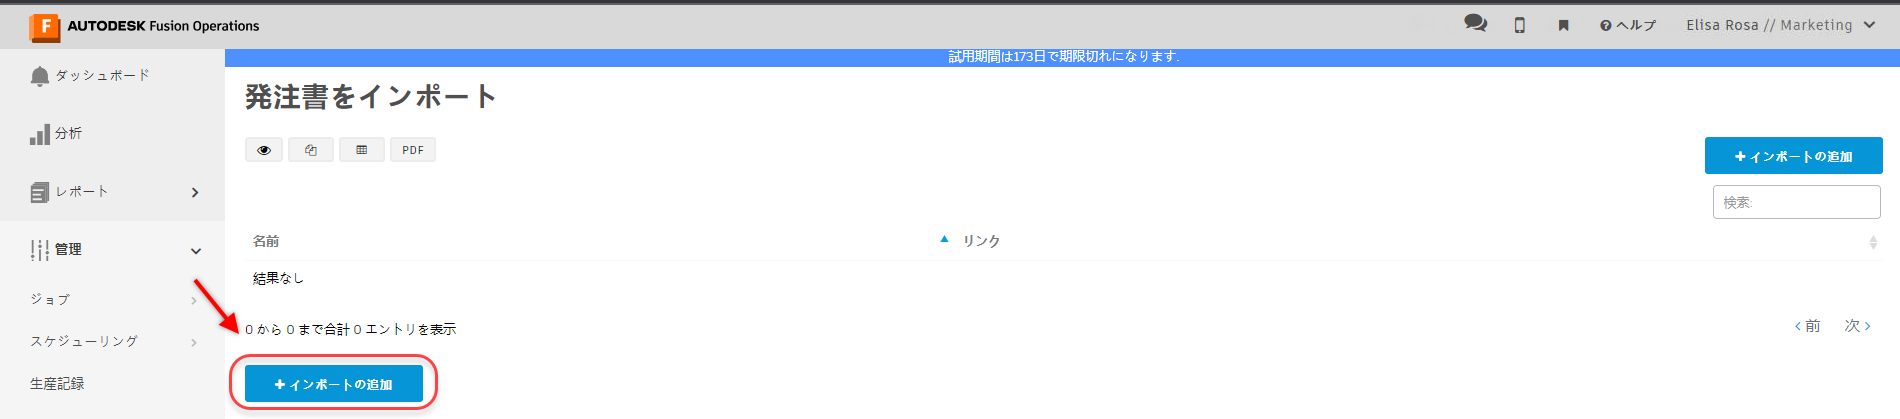 AUTODESK Fusion Operations
ヘルプ
Elisa Rosa // Marketing
試用期間は173日で期限切れになります.
ダッシュボード
分析
レポート
管理
ジョブ
スケジューリング
生産記録
発注書をインポート
PDF
+ インポートの追加
検索:
名前
リンク
結果なし
0 から 0 まで合計 0 エントリを表示
前
次
+ インポートの追加